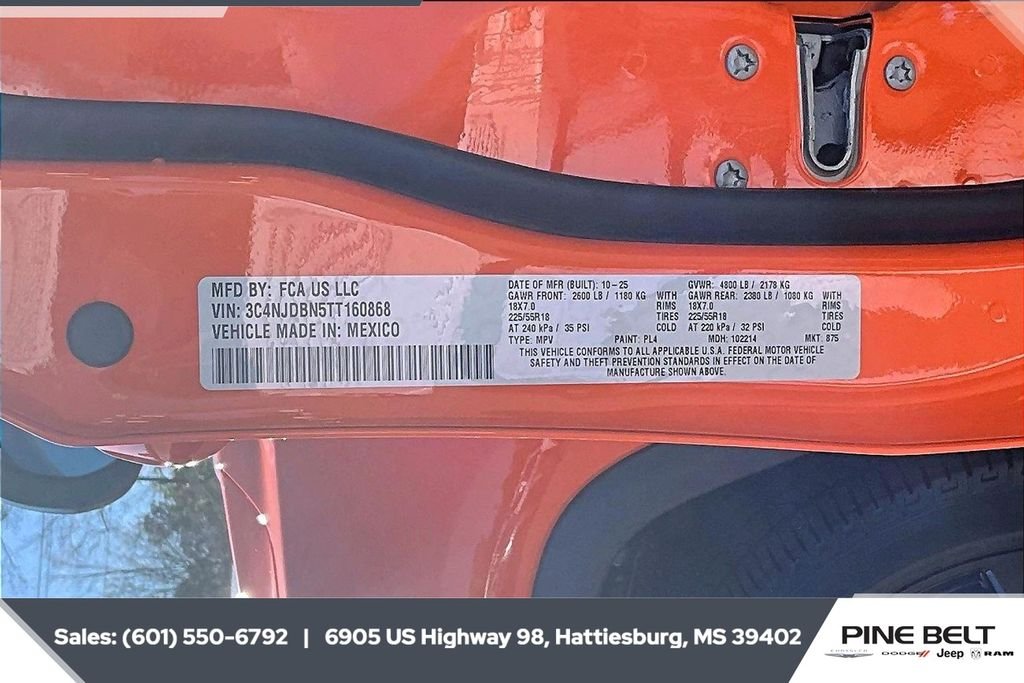 MFD BY: FCA US LLC
VIN: 3C4NJDBN5TT160868
VEHICLE MADE IN: MEXICO
DATE OF MFR (BUILT): 10-25 GVWR: 4800 LB / 2178 KG
GAWR FRONT: 2600 LB / 1180 KG WITH GAWR REAR: 2380 LB / 1080 KG WITH
18X7.0 RIMS 18X7.0 RIMS
225/55R18 TIRES 225/55R18 TIRES
AT 240 kPa / 35 PSI COLD AT 220 kPa / 32 PSI COLD
TYPE: MPV PAINT: PL4 MDH: 102214 MKT: 875
THIS VEHICLE CONFORMS TO ALL APPLICABLE U.S.A. FEDERAL MOTOR VEHICLE
SAFETY AND THEFT PREVENTION STANDARDS IN EFFECT ON THE DATE OF
MANUFACTURE SHOWN ABOVE.
Sales: (601) 550-6792 | 6905 US Highway 98, Hattiesburg, MS 39402
PINE BELT
CHRYSLER DODGE Jeep RAM